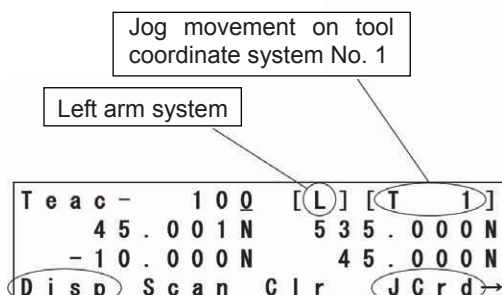 Jog movement on tool
coordinate system No. 1
Left arm system
Teac- 100 [L] [T 1]
45.001N 535.000N
-10.000N 45.000N
Disp Scan Clr JCrd→